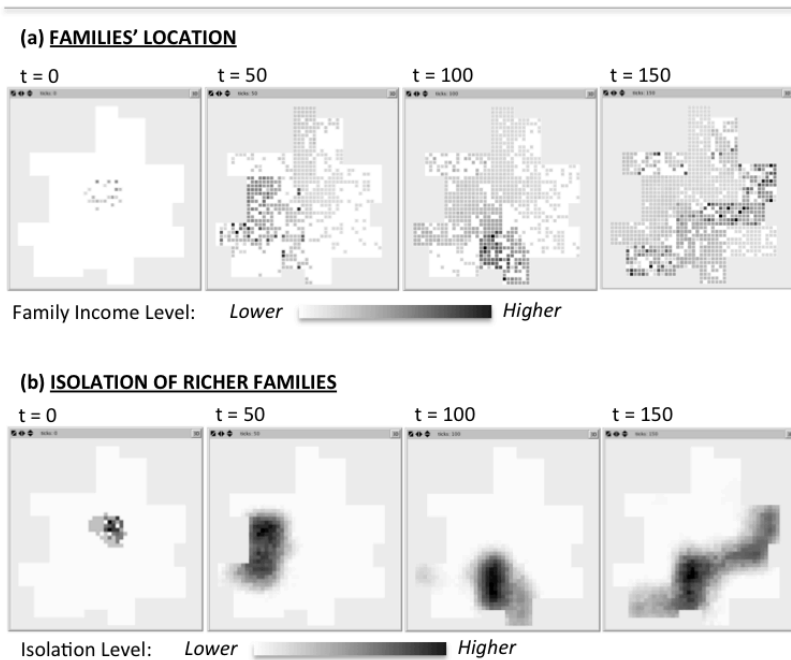 (a) FAMILIES’ LOCATION
t = 0 t = 50 t = 100 t = 150
Family Income Level: Lower Higher
(b) ISOLATION OF RICHER FAMILIES
t = 0 t = 50 t = 100 t = 150
Isolation Level: Lower Higher